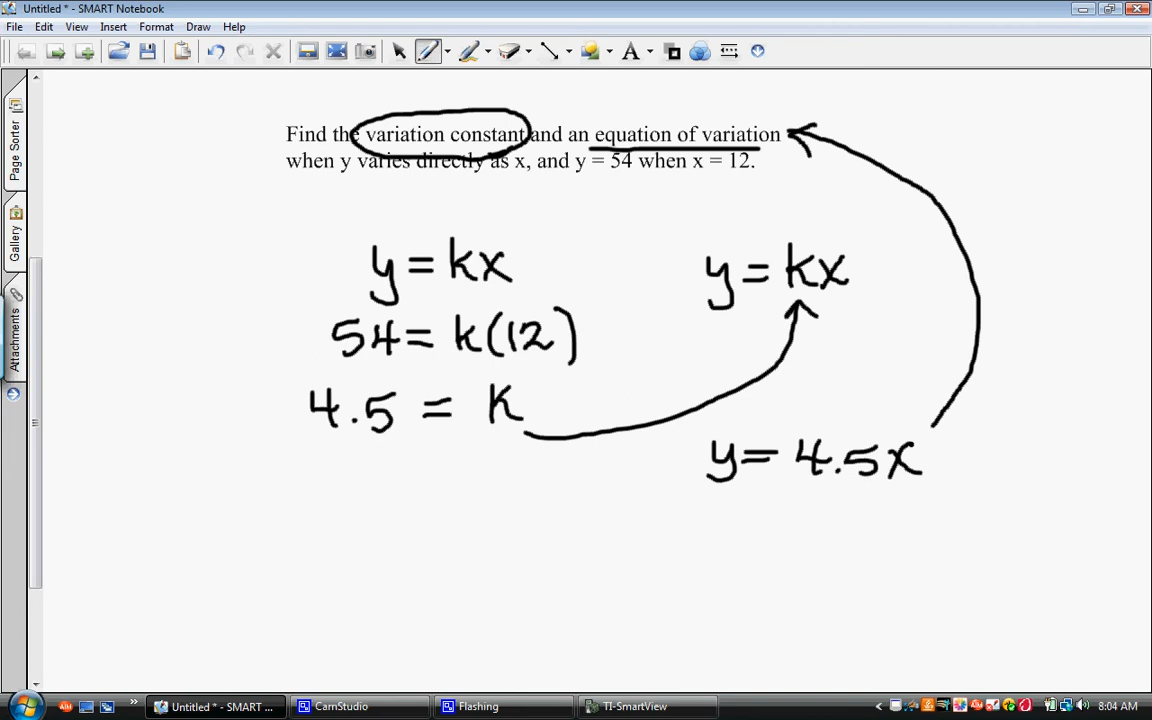 Untitled * - SMART Notebook
File Edit View Insert Format Draw Help
Page Sorter
Gallery
Attachments
Find the variation constant and an equation of variation
when y varies directly as x, and y = 54 when x = 12.
y = kx
54 = k(12)
4.5 = k
y = kx
y = 4.5x
Untitled * - SMART ...
CamStudio
Flashing
TI-SmartView
8:04 AM